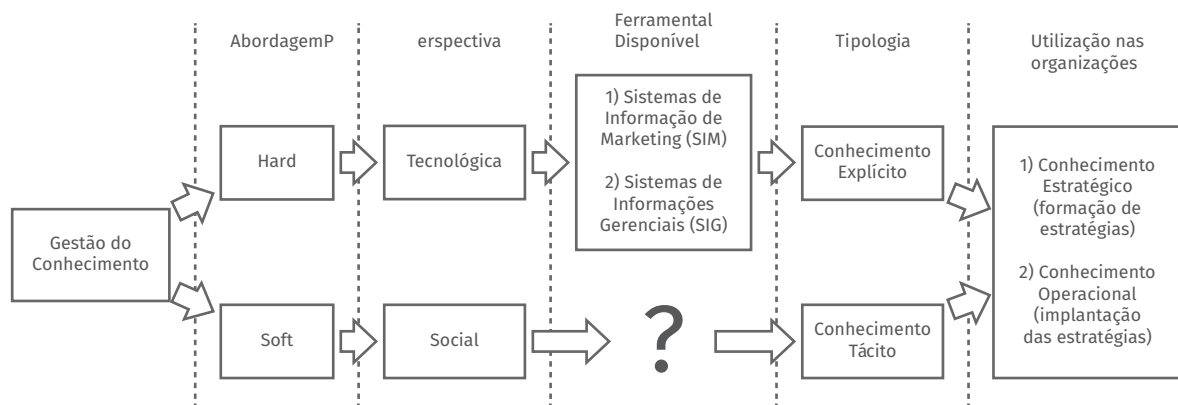 AbordagemP
erspectiva
Ferramental
Disponível
Tipologia
Utilização nas
organizações
Gestão do
Conhecimento
Hard
Tecnológica
1) Sistemas de
Informação de
Marketing (SIM)
2) Sistemas de
Informações
Gerenciais (SIG)
Conhecimento
Explícito
Soft
Social
?
Conhecimento
Tácito
1) Conhecimento
Estratégico
(formação de
estratégias)
2) Conhecimento
Operacional
(implantação
das estratégias)